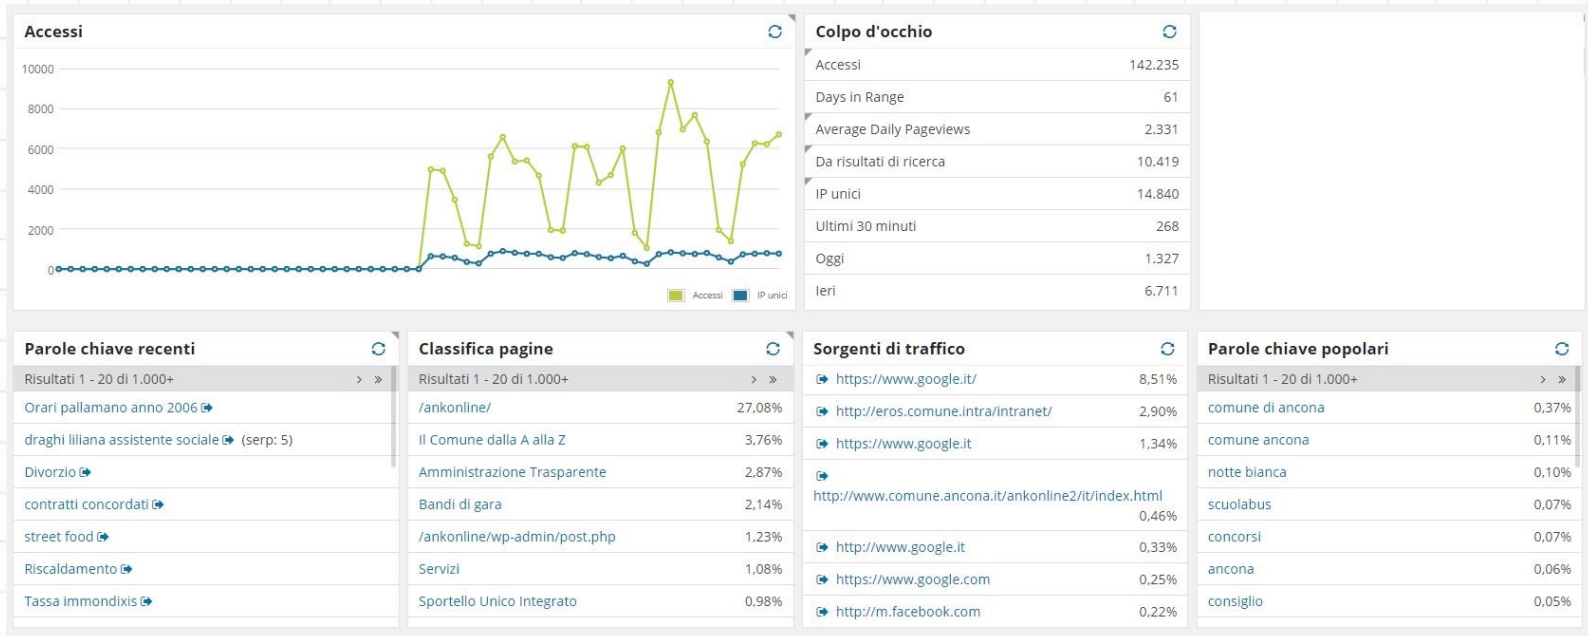 Accessi
10000
8000
6000
4000
2000
0
Accessi IP unici
Colpo d'occhio
Accessi 142.235
Days in Range 61
Average Daily Pageviews 2.331
Da risultati di ricerca 10.419
IP unici 14.840
Ultimi 30 minuti 268
Oggi 1.327
Ieri 6.711
Parole chiave recenti
Risultati 1 - 20 di 1.000+ › »
Orari pallamano anno 2006
draghi liliana assistente sociale (serp: 5)
Divorzio
contratti concordati
street food
Riscaldamento
Tassa immondixis
Classifica pagine
Risultati 1 - 20 di 1.000+ › »
/ankonline/ 27,08%
Il Comune dalla A alla Z 3,76%
Amministrazione Trasparente 2,87%
Bandi di gara 2,14%
/ankonline/wp-admin/post.php 1,23%
Servizi 1,08%
Sportello Unico Integrato 0,98%
Sorgenti di traffico
https://www.google.it/ 8,51%
http://eros.comune.intra/intranet/ 2,90%
https://www.google.it 1,34%
http://www.comune.ancona.it/ankonline2/it/index.html
0,46%
http://www.google.it 0,33%
https://www.google.com 0,25%
http://m.facebook.com 0,22%
Parole chiave popolari
Risultati 1 - 20 di 1.000+ › »
comune di ancona 0,37%
comune ancona 0,11%
notte bianca 0,10%
scuolabus 0,07%
concorsi 0,07%
ancona 0,06%
consiglio 0,05%